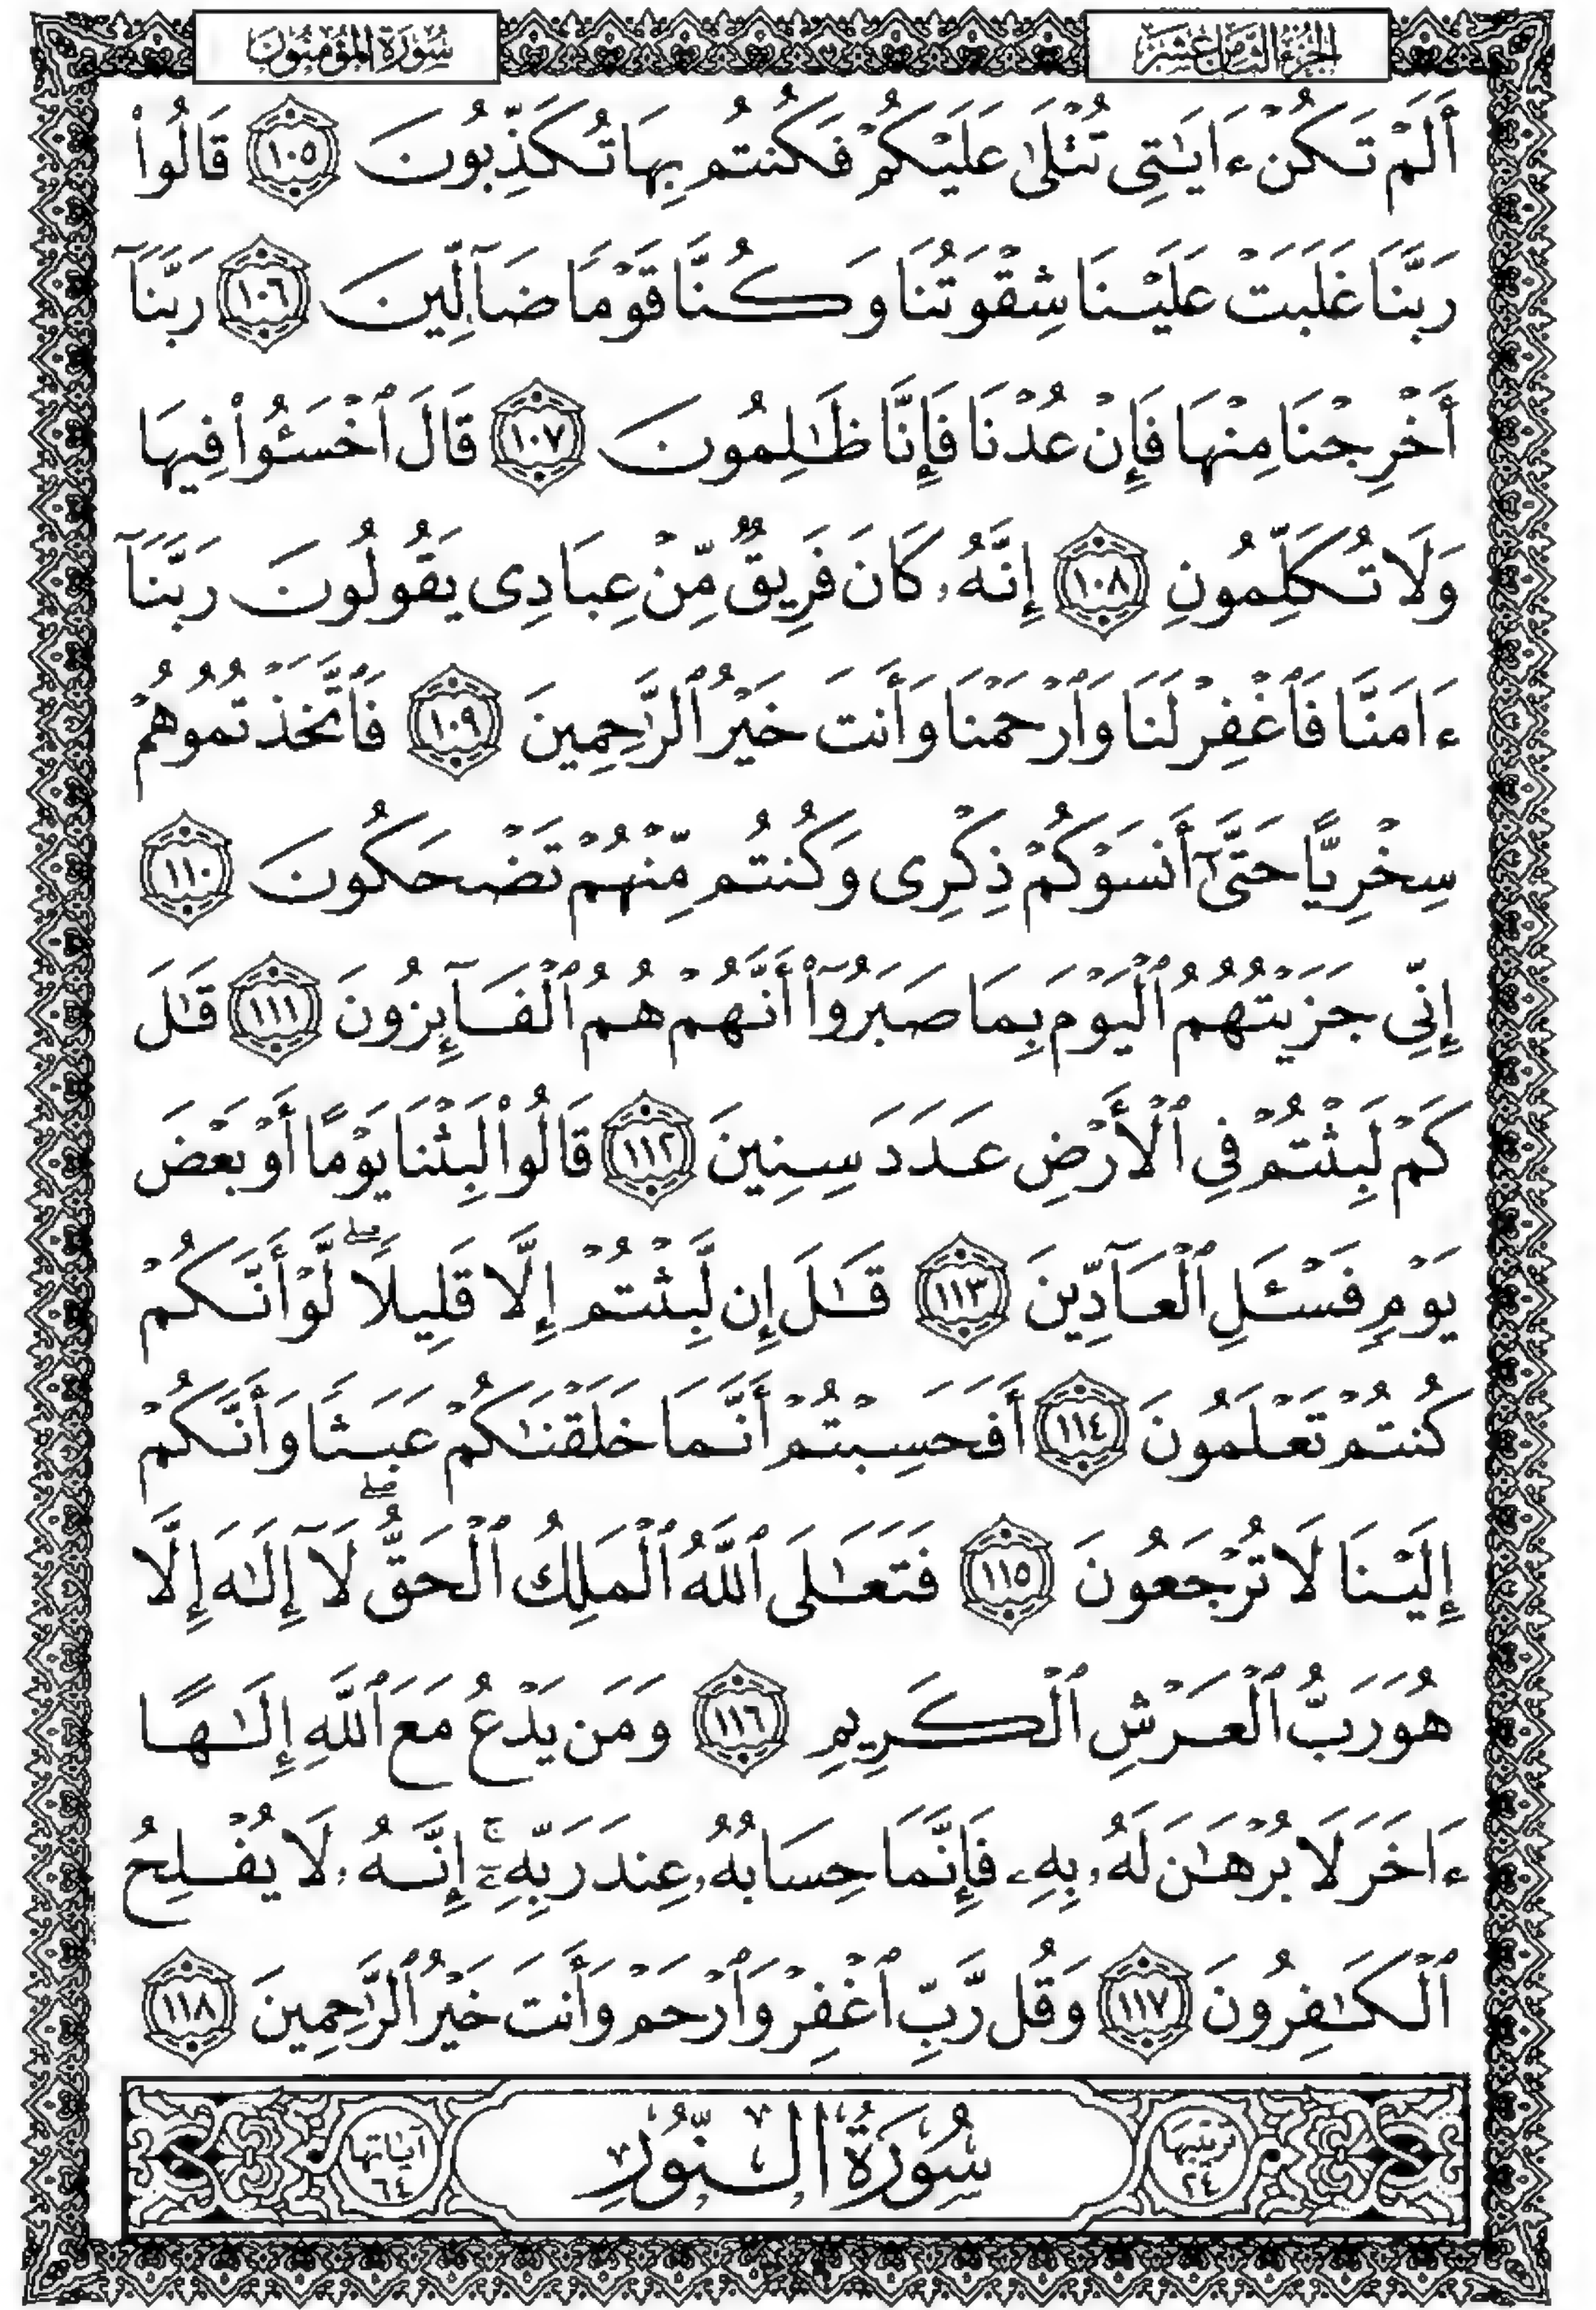 الجزء الثامن عشر
سورة المؤمنون
أَلَمْ تَكُنْ ءَايَـٰتِى تُتْلَىٰ عَلَيْكُمْ فَكُنتُم بِهَا تُكَذِّبُونَ ١٠٥ قَالُوا۟
رَبَّنَا غَلَبَتْ عَلَيْنَا شِقْوَتُنَا وَكُنَّا قَوْمًا ضَآلِّينَ ١٠٦ رَبَّنَآ
أَخْرِجْنَا مِنْهَا فَإِنْ عُدْنَا فَإِنَّا ظَـٰلِمُونَ ١٠٧ قَالَ ٱخْسَـُٔوا۟ فِيهَا
وَلَا تُكَلِّمُونِ ١٠٨ إِنَّهُۥ كَانَ فَرِيقٌ مِّنْ عِبَادِى يَقُولُونَ رَبَّنَآ
ءَامَنَّا فَٱغْفِرْ لَنَا وَٱرْحَمْنَا وَأَنتَ خَيْرُ ٱلرَّٰحِمِينَ ١٠٩ فَٱتَّخَذْتُمُوهُمْ
سِخْرِيًّا حَتَّىٰٓ أَنسَوْكُمْ ذِكْرِى وَكُنتُم مِّنْهُمْ تَضْحَكُونَ ١١٠
إِنِّى جَزَيْتُهُمُ ٱلْيَوْمَ بِمَا صَبَرُوٓا۟ أَنَّهُمْ هُمُ ٱلْفَآئِزُونَ ١١١ قَـٰلَ
كَمْ لَبِثْتُمْ فِى ٱلْأَرْضِ عَدَدَ سِنِينَ ١١٢ قَالُوا۟ لَبِثْنَا يَوْمًا أَوْ بَعْضَ
يَوْمٍ فَسْـَٔلِ ٱلْعَآدِّينَ ١١٣ قَـٰلَ إِن لَّبِثْتُمْ إِلَّا قَلِيلًا ۖ لَّوْ أَنَّكُمْ
كُنتُمْ تَعْلَمُونَ ١١٤ أَفَحَسِبْتُمْ أَنَّمَا خَلَقْنَـٰكُمْ عَبَثًا وَأَنَّكُمْ
إِلَيْنَا لَا تُرْجَعُونَ ١١٥ فَتَعَـٰلَى ٱللَّهُ ٱلْمَلِكُ ٱلْحَقُّ ۖ لَآ إِلَـٰهَ إِلَّا
هُوَ رَبُّ ٱلْعَرْشِ ٱلْكَرِيمِ ١١٦ وَمَن يَدْعُ مَعَ ٱللَّهِ إِلَـٰهًا
ءَاخَرَ لَا بُرْهَـٰنَ لَهُۥ بِهِۦ فَإِنَّمَا حِسَابُهُۥ عِندَ رَبِّهِۦٓ ۚ إِنَّهُۥ لَا يُفْلِحُ
ٱلْكَـٰفِرُونَ ١١٧ وَقُل رَّبِّ ٱغْفِرْ وَٱرْحَمْ وَأَنتَ خَيْرُ ٱلرَّٰحِمِينَ ١١٨
ترتيبها ٢٤ سُورَةُ النُّورِ آياتها ٦٤